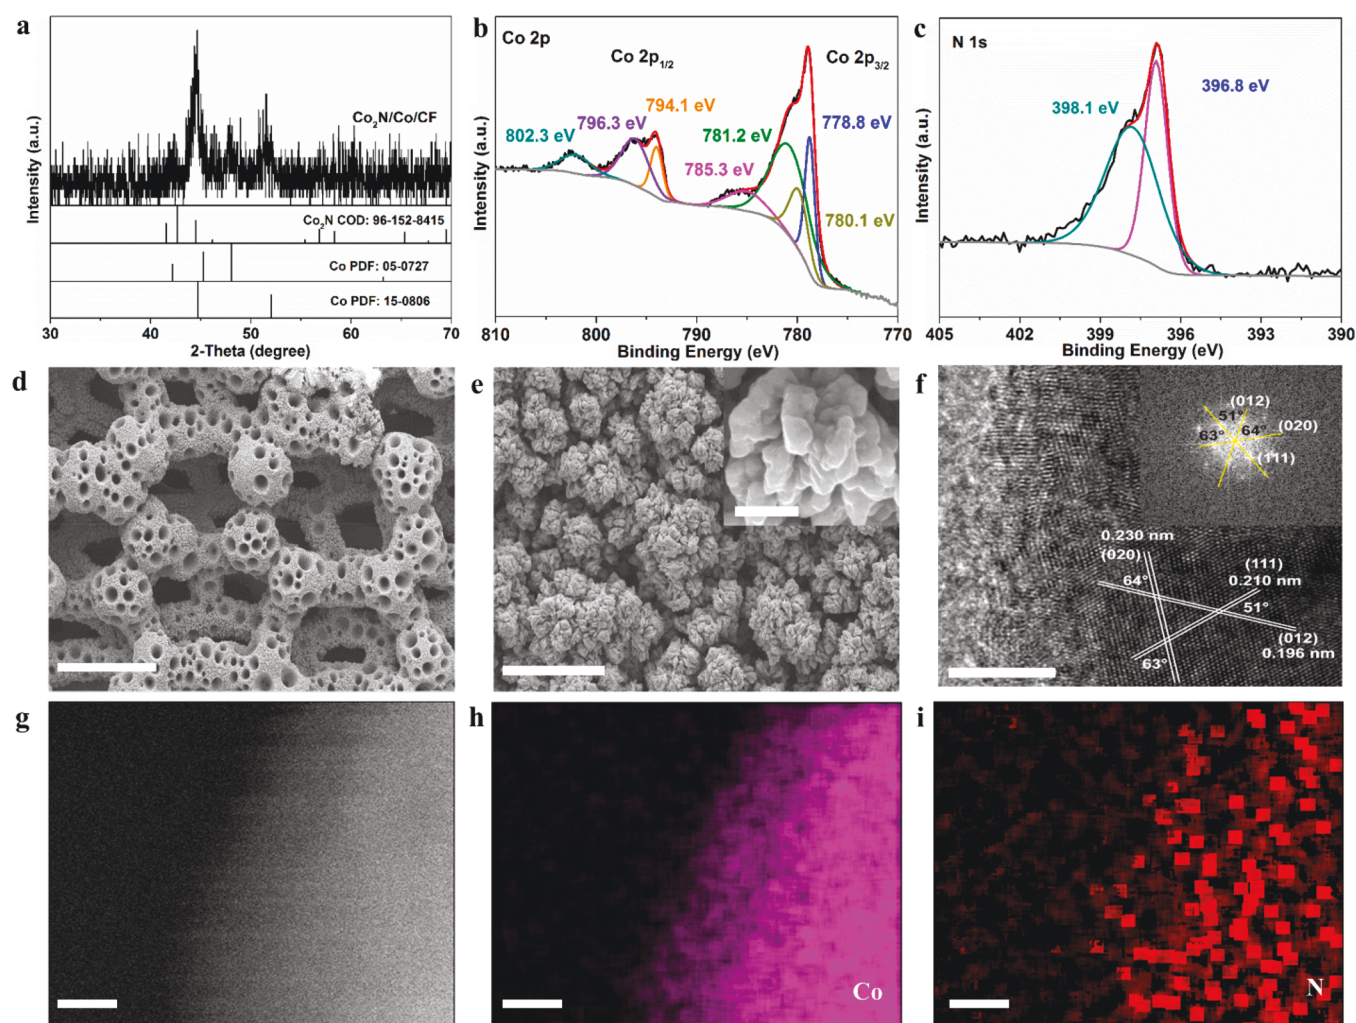 a
Intensity (a.u.)
Co2N/Co/CF
Co2N COD: 96-152-8415
Co PDF: 05-0727
Co PDF: 15-0806
30 40 50 60 70
2-Theta (degree)
b
Intensity (a.u.)
Co 2p
Co 2p1/2
Co 2p3/2
794.1 eV
802.3 eV
796.3 eV
781.2 eV
778.8 eV
785.3 eV
780.1 eV
810 800 790 780 770
Binding Energy (eV)
c
Intensity (a.u.)
N 1s
396.8 eV
398.1 eV
405 402 399 396 393 390
Binding Energy (eV)
d
e
f
(012)
51°
(020)
63° 64°
(111)
0.230 nm
(020)
64°
(111)
0.210 nm
51°
(012)
0.196 nm
63°
g
h
Co
i
N